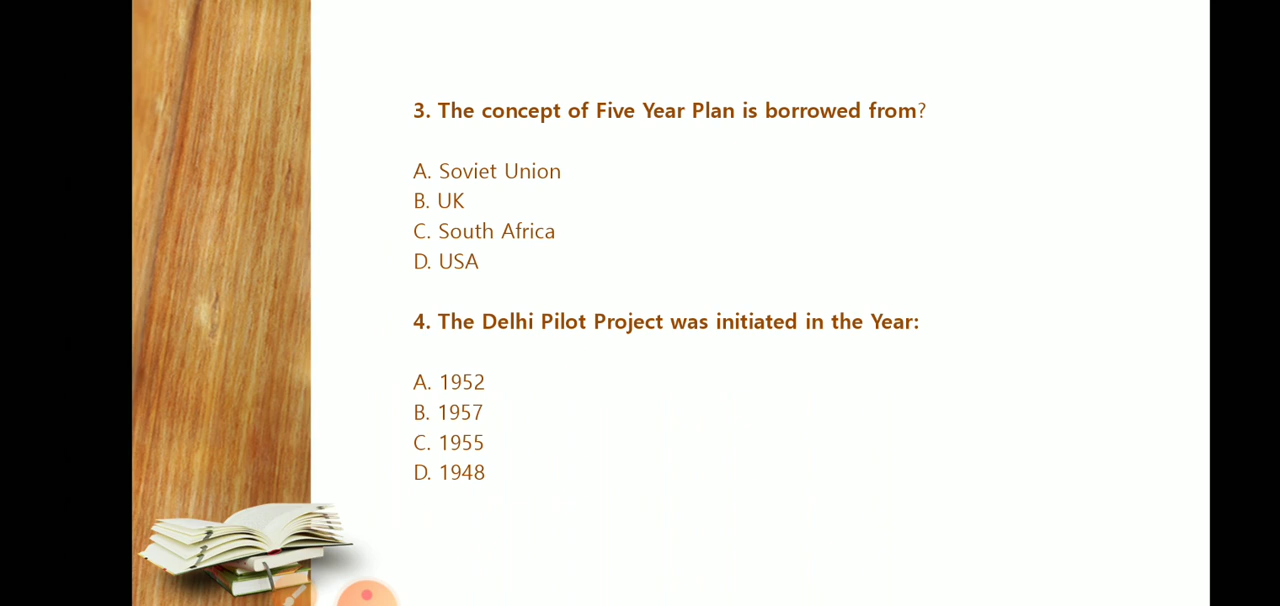 3. The concept of Five Year Plan is borrowed from?
A. Soviet Union
B. UK
C. South Africa
D. USA
4. The Delhi Pilot Project was initiated in the Year:
A. 1952
B. 1957
C. 1955
D. 1948